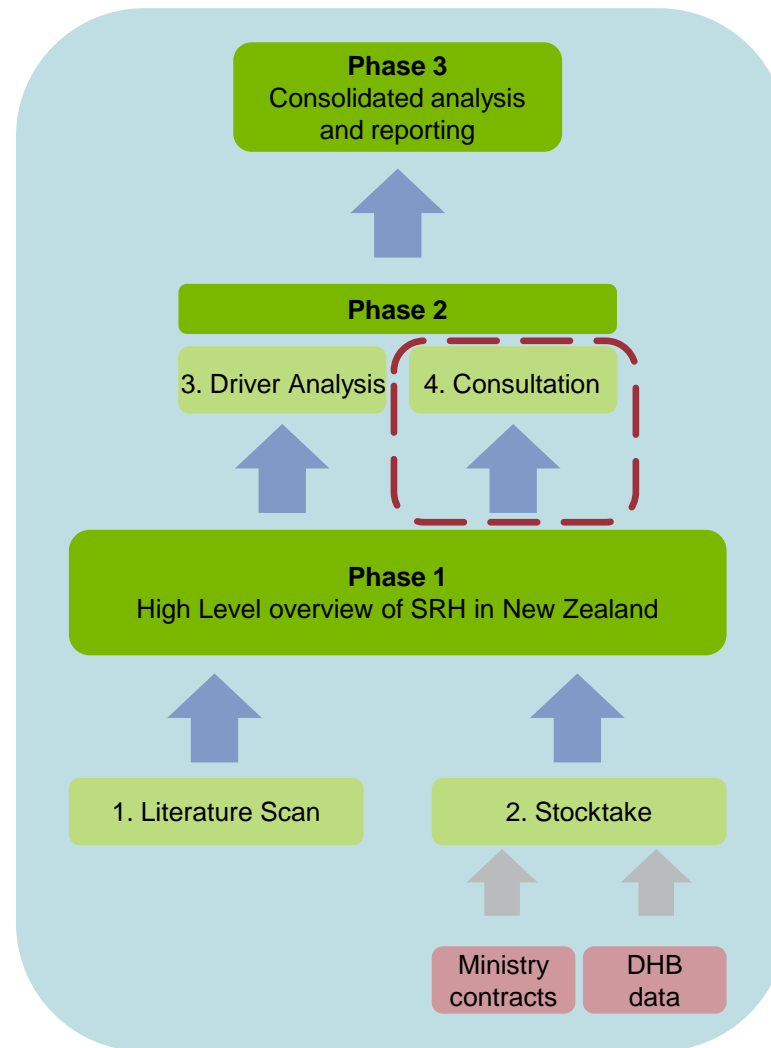 Phase 3
Consolidated analysis
and reporting
Phase 2
3. Driver Analysis
4. Consultation
Phase 1
High Level overview of SRH in New Zealand
1. Literature Scan
2. Stocktake
Ministry
contracts
DHB
data